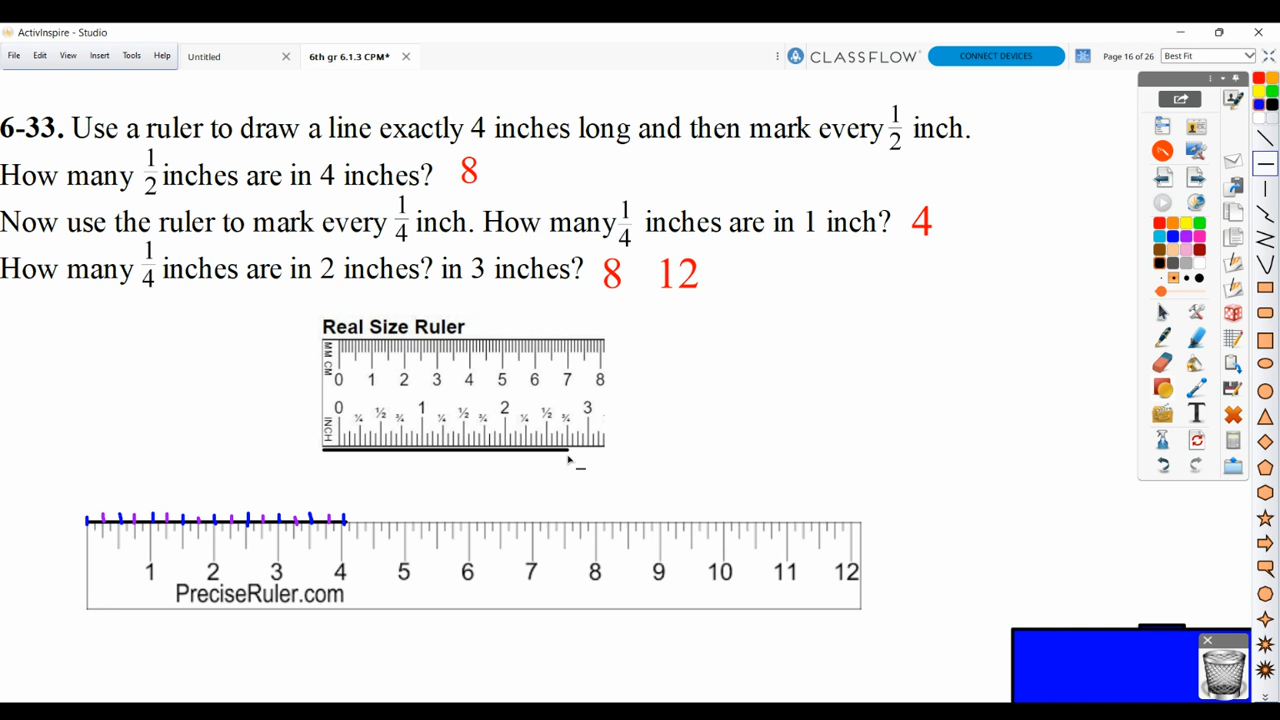 ActivInspire - Studio
File Edit View Insert Tools Help Untitled 6th gr 6.1.3 CPM* CLASSFLOW CONNECT DEVICES Page 16 of 26 Best Fit
6-33. Use a ruler to draw a line exactly 4 inches long and then mark every 1/2 inch.
How many 1/2 inches are in 4 inches? 8
Now use the ruler to mark every 1/4 inch. How many 1/4 inches are in 1 inch? 4
How many 1/4 inches are in 2 inches? in 3 inches? 8 12
Real Size Ruler
MM CM
0 1 2 3 4 5 6 7 8
0 ¼ ½ ¾ 1 ¼ ½ ¾ 2 ¼ ½ ¾ 3
INCH
1 2 3 4 5 6 7 8 9 10 11 12
PreciseRuler.com